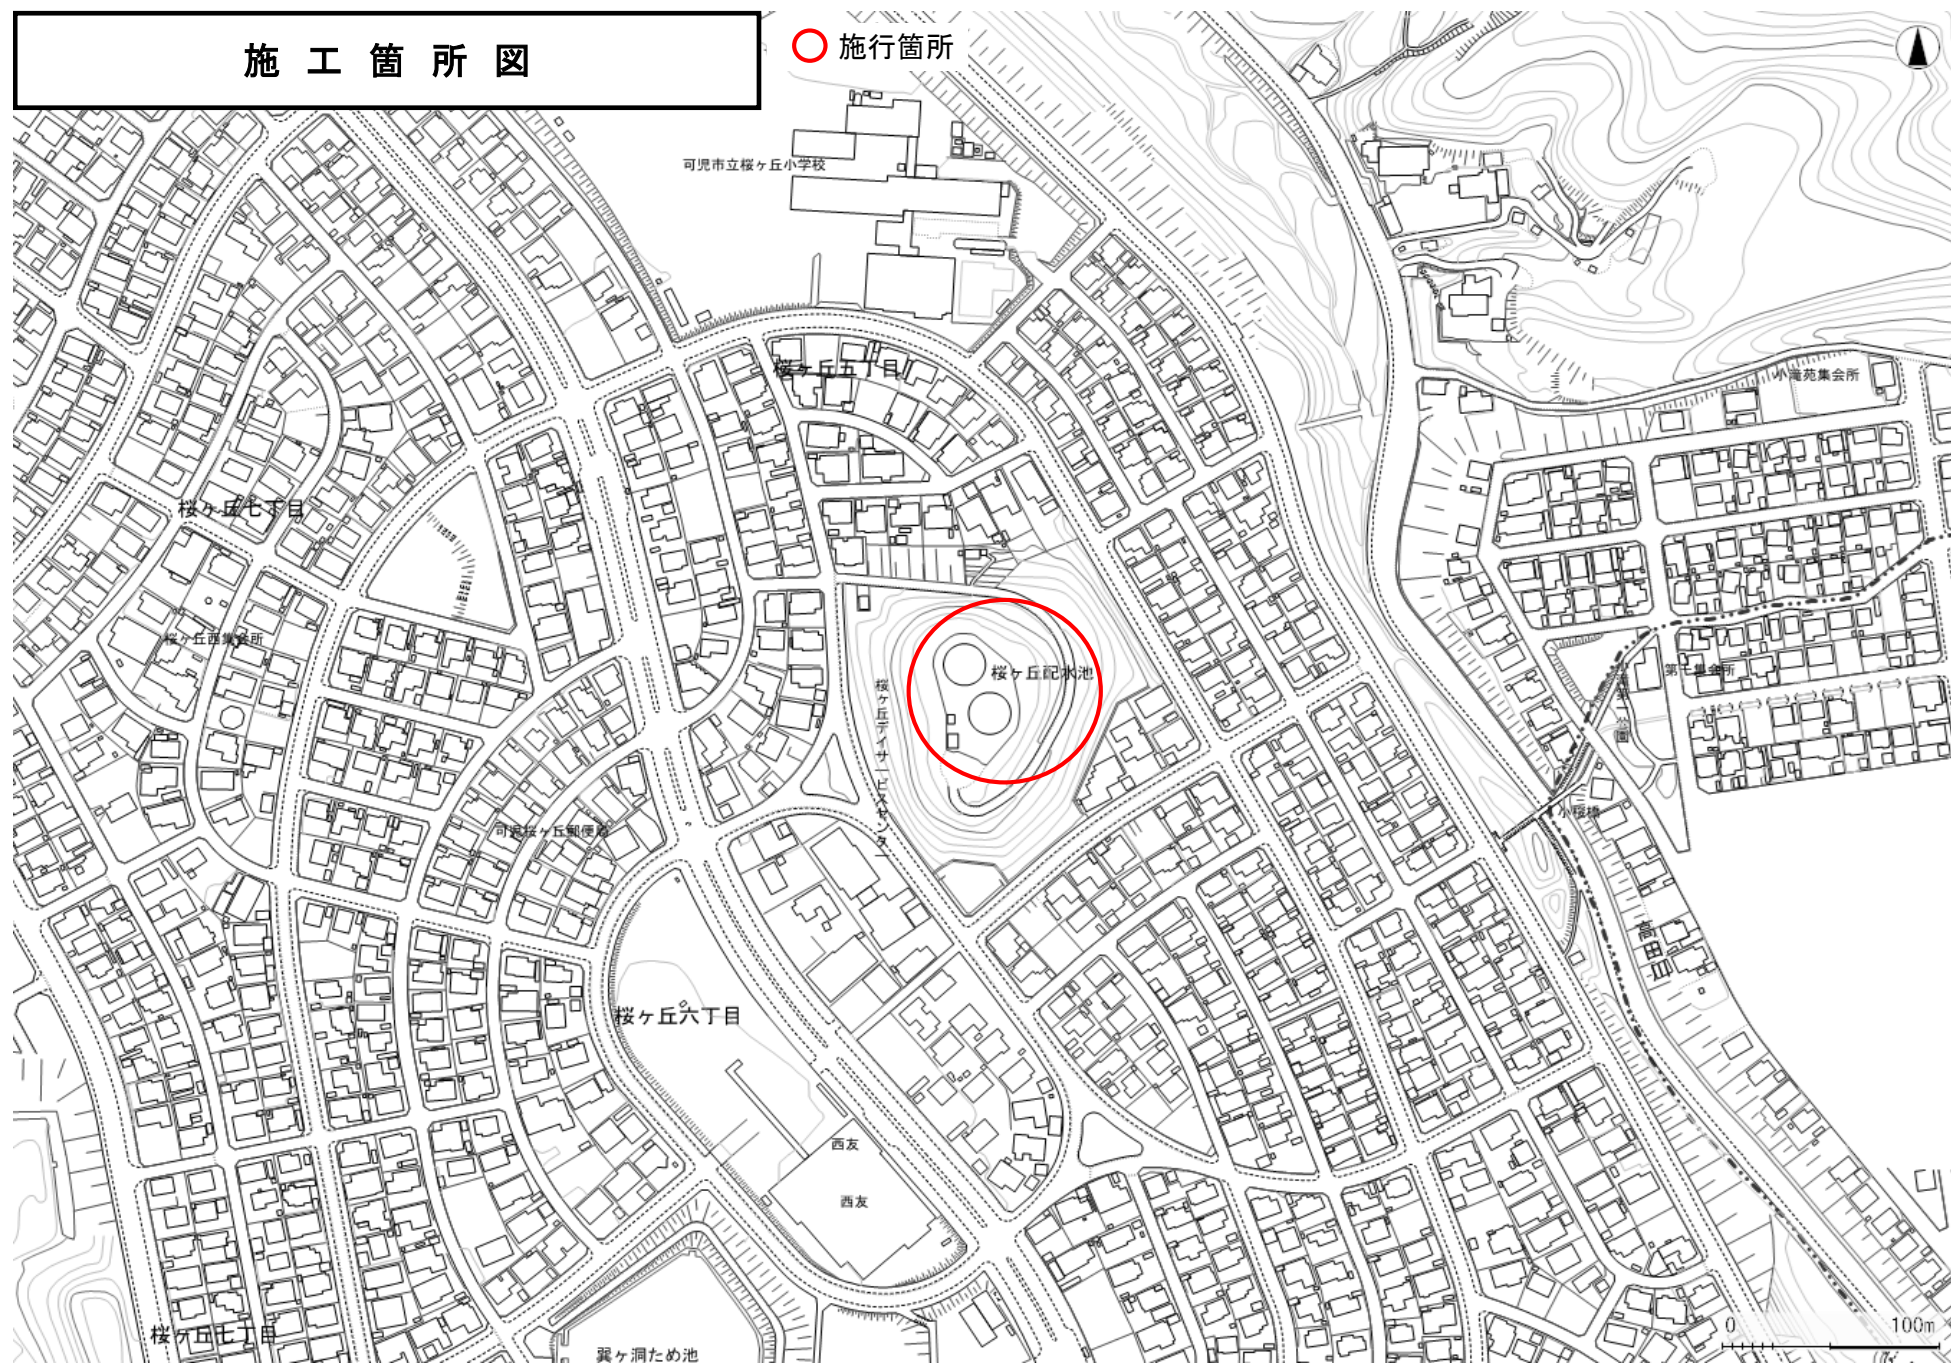 施工箇所図
施行箇所
可児市立桜ヶ丘小学校
桜ヶ丘五丁目
小滝苑集会所
桜ヶ丘七丁目
桜ヶ丘西集会所
桜ヶ丘配水池
桜ヶ丘デイサービスセンター
可児桜ヶ丘郵便局
小桜橋
高田三
桜ヶ丘六丁目
西友
西友
桜ヶ丘七丁目
巽ヶ洞ため池
0
100m